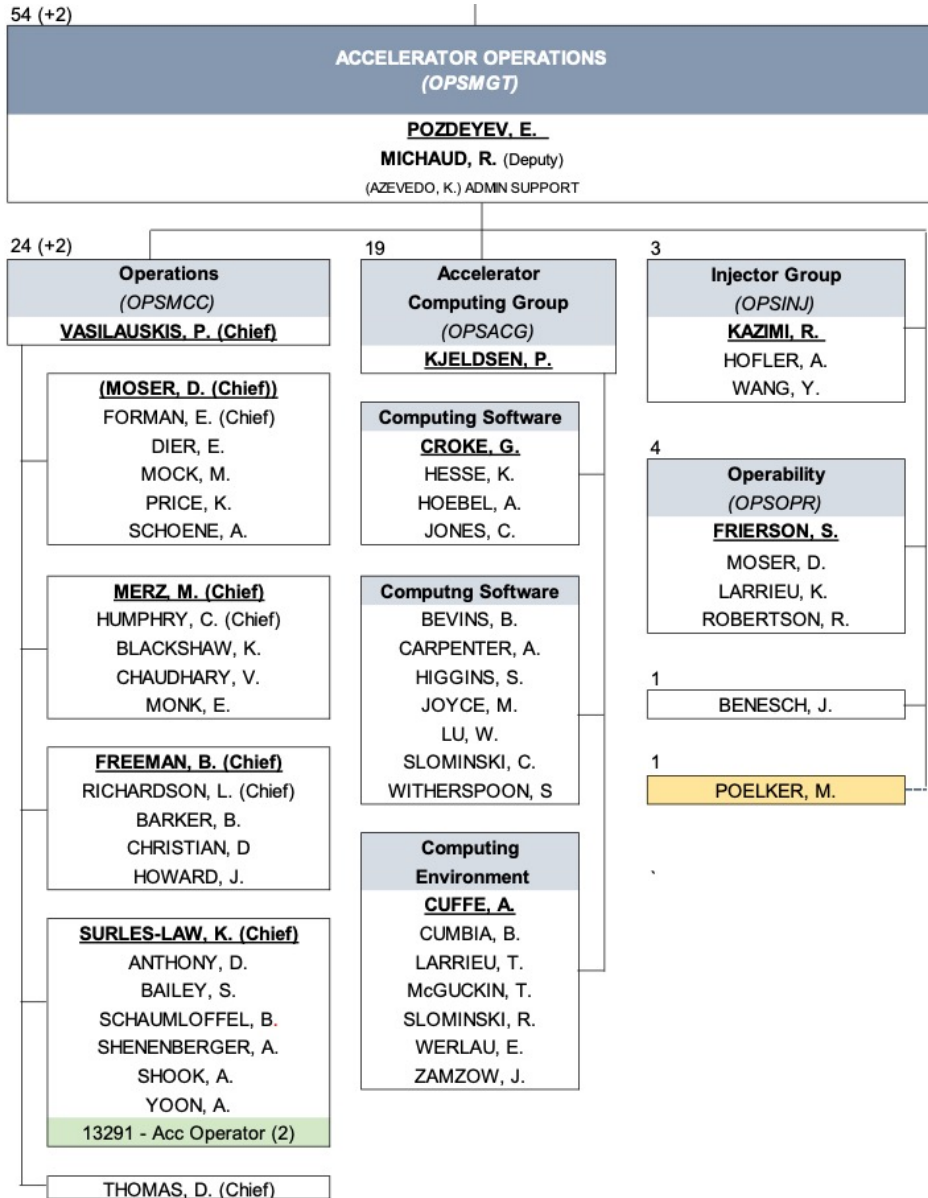 54 (+2)
ACCELERATOR OPERATIONS
(OPSMGT)
POZDEYEV, E.
MICHAUD, R. (Deputy)
(AZEVEDO, K.) ADMIN SUPPORT
24 (+2)
Operations
(OPSMCC)
VASILAUSKIS, P. (Chief)
(MOSER, D. (Chief))
FORMAN, E. (Chief)
DIER, E.
MOCK, M.
PRICE, K.
SCHOENE, A.
MERZ, M. (Chief)
HUMPHRY, C. (Chief)
BLACKSHAW, K.
CHAUDHARY, V.
MONK, E.
FREEMAN, B. (Chief)
RICHARDSON, L. (Chief)
BARKER, B.
CHRISTIAN, D
HOWARD, J.
SURLES-LAW, K. (Chief)
ANTHONY, D.
BAILEY, S.
SCHAUMLOFFEL, B.
SHENENBERGER, A.
SHOOK, A.
YOON, A.
13291 - Acc Operator (2)
THOMAS, D. (Chief)
19
Accelerator
Computing Group
(OPSACG)
KJELDSEN, P.
Computing Software
CROKE, G.
HESSE, K.
HOEBEL, A.
JONES, C.
Computng Software
BEVINS, B.
CARPENTER, A.
HIGGINS, S.
JOYCE, M.
LU, W.
SLOMINSKI, C.
WITHERSPOON, S
Computing
Environment
CUFFE, A.
CUMBIA, B.
LARRIEU, T.
McGUCKIN, T.
SLOMINSKI, R.
WERLAU, E.
ZAMZOW, J.
3
Injector Group
(OPSINJ)
KAZIMI, R.
HOFLER, A.
WANG, Y.
4
Operability
(OPSOPR)
FRIERSON, S.
MOSER, D.
LARRIEU, K.
ROBERTSON, R.
1
BENESCH, J.
1
POELKER, M.